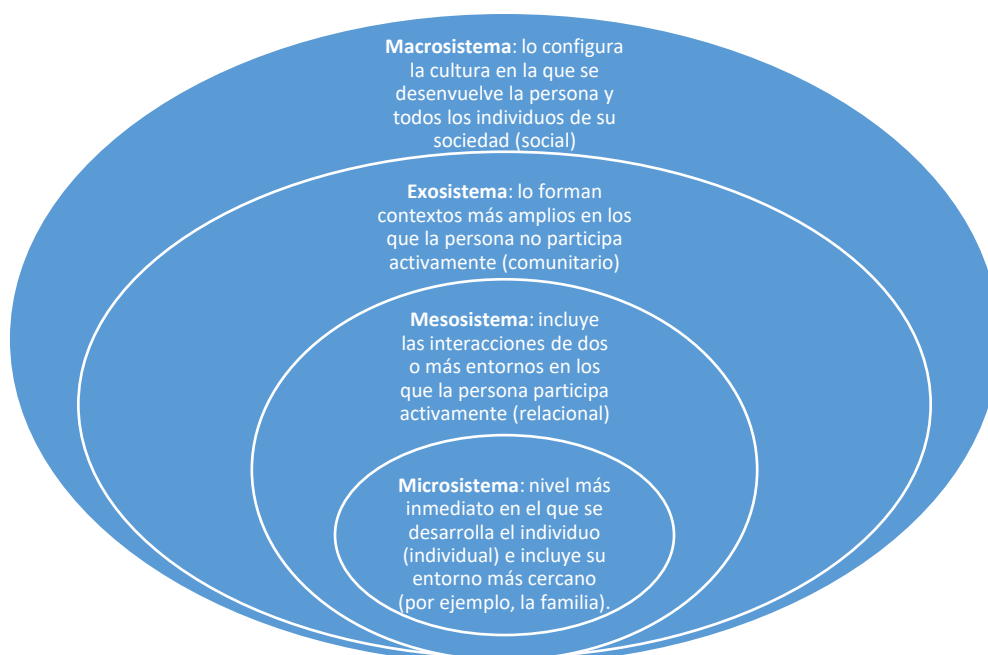 Macrosistema: lo configura
la cultura en la que se
desenvuelve la persona y
todos los individuos de su
sociedad (social)
Exosistema: lo forman
contextos más amplios en los
que la persona no participa
activamente (comunitario)
Mesosistema: incluye
las interacciones de dos
o más entornos en los
que la persona participa
activamente (relacional)
Microsistema: nivel más
inmediato en el que se
desarrolla el individuo
(individual) e incluye su
entorno más cercano
(por ejemplo, la familia).